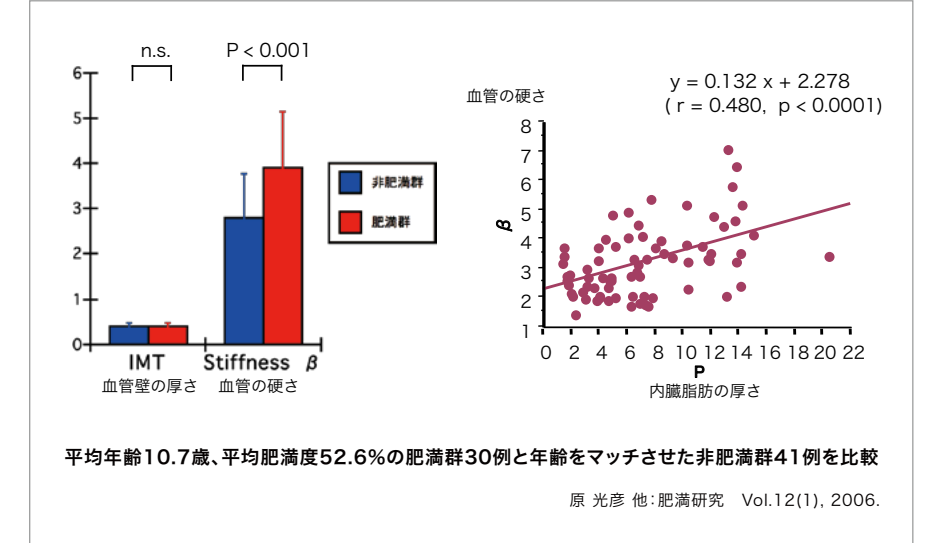 n.s.
P < 0.001
6
5
4
3
2
1
0
非肥満群
肥満群
IMT
Stiffness β
血管壁の厚さ
血管の硬さ
血管の硬さ
y = 0.132 x + 2.278
( r = 0.480, p < 0.0001)
8
7
6
5
4
3
2
1
β
0 2 4 6 8 10 12 14 16 18 20 22
P
内臓脂肪の厚さ
平均年齢10.7歳、平均肥満度52.6%の肥満群30例と年齢をマッチさせた非肥満群41例を比較
原 光彦 他:肥満研究 Vol.12(1), 2006.